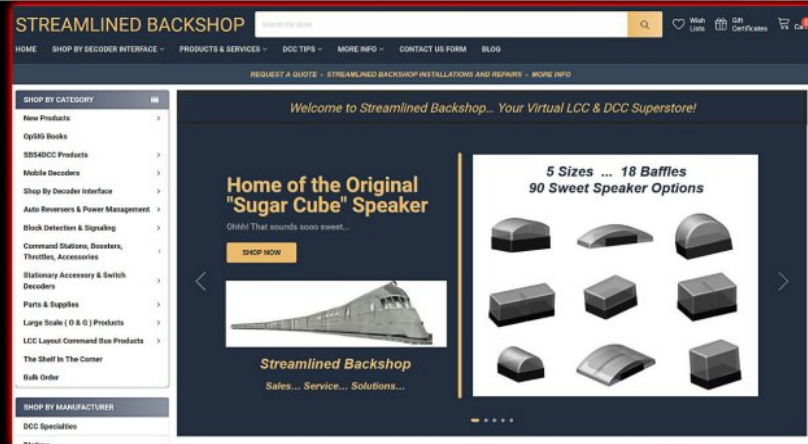 STREAMLINED BACKSHOP
Search the store
Wish Lists
Gift Certificates
HOME SHOP BY DECODER INTERFACE PRODUCTS & SERVICES DCC TIPS MORE INFO CONTACT US FORM BLOG
REQUEST A QUOTE - STREAMLINED BACKSHOP INSTALLATIONS AND REPAIRS - MORE INFO
SHOP BY CATEGORY
New Products
OpSIG Books
SBS4DCC Products
Mobile Decoders
Shop By Decoder Interface
Auto Reversers & Power Management
Block Detection & Signaling
Command Stations, Boosters,
Throttles, Accessories
Stationary Accessory & Switch
Decoders
Parts & Supplies
Large Scale ( O & G ) Products
LCC Layout Command Bus Products
The Shelf In The Corner
Bulk Order
SHOP BY MANUFACTURER
DCC Specialties
Welcome to Streamlined Backshop... Your Virtual LCC & DCC Superstore!
Home of the Original
"Sugar Cube" Speaker
Ohhh! That sounds sooo sweet...
SHOP NOW
Streamlined Backshop
Sales... Service... Solutions...
5 Sizes ... 18 Baffles
90 Sweet Speaker Options